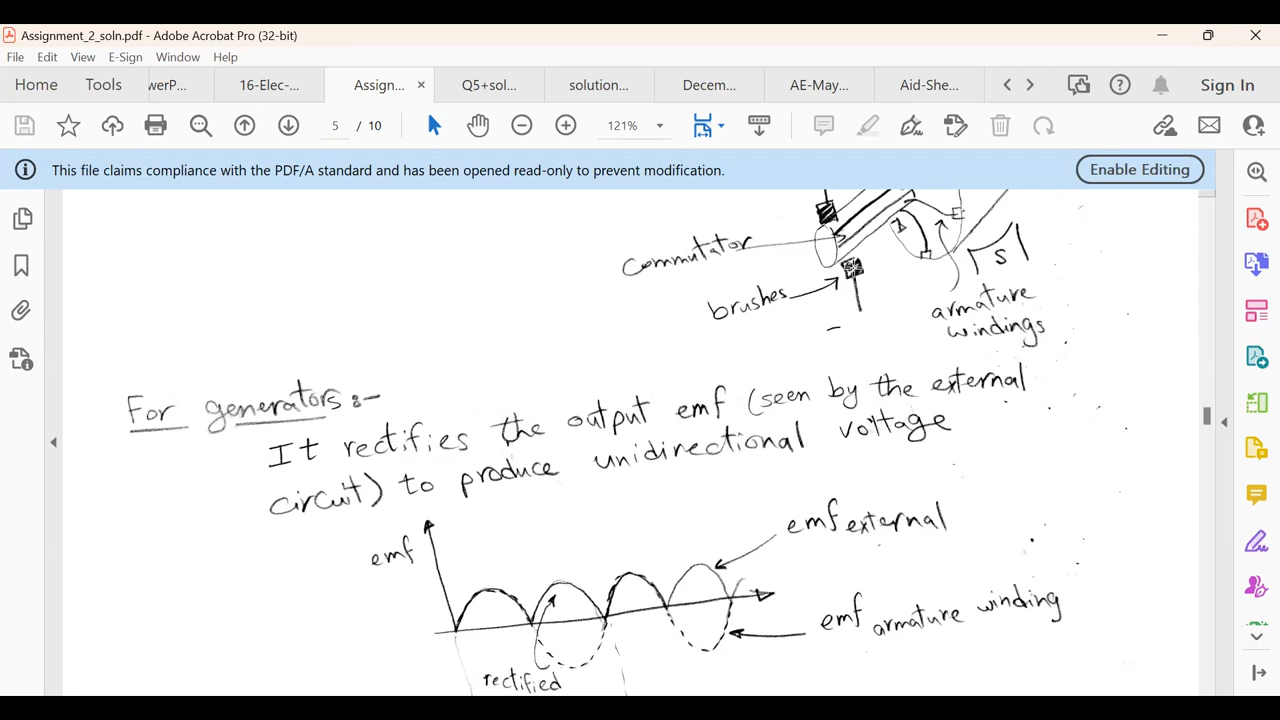 Assignment_2_soln.pdf - Adobe Acrobat Pro (32-bit)
File Edit View E-Sign Window Help
Home Tools werP... 16-Elec-... Assign... × Q5+sol... solution... Decem... AE-May... Aid-She... Sign In
5 / 10 121%
This file claims compliance with the PDF/A standard and has been opened read-only to prevent modification. Enable Editing
commutator
S
brushes
armature
windings
For generators:-
It rectifies the output emf (seen by the external
circuit) to produce unidirectional voltage
emf
emf external
emf armature winding
rectified